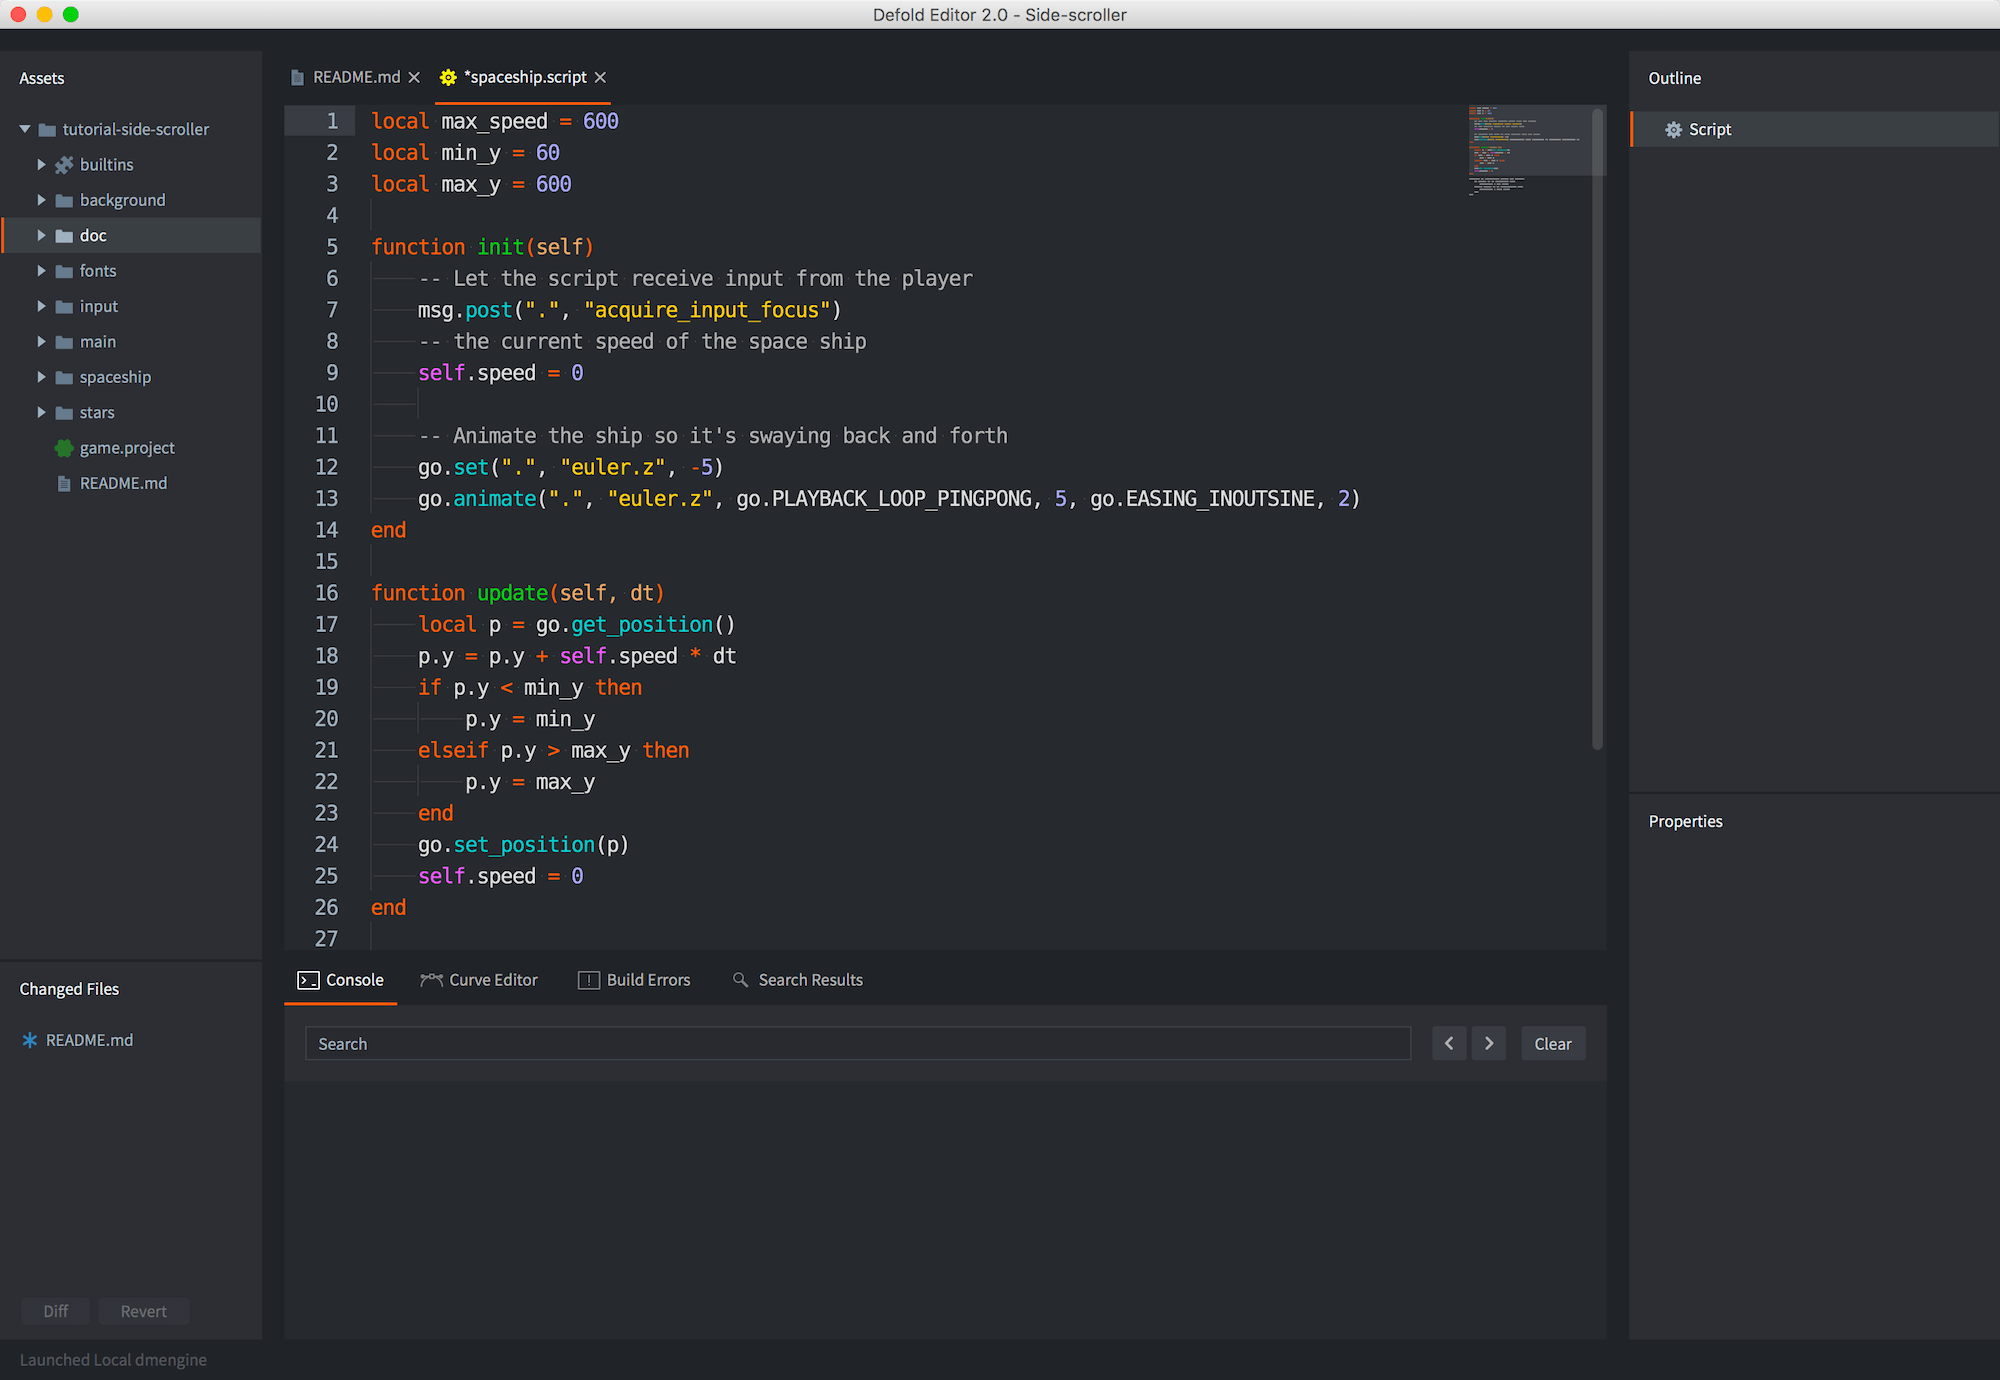 Defold Editor 2.0 - Side-scroller
Assets
tutorial-side-scroller
builtins
background
doc
fonts
input
main
spaceship
stars
game.project
README.md
Changed Files
README.md
Diff Revert
README.md *spaceship.script
1 local max_speed = 600
2 local min_y = 60
3 local max_y = 600
4
5 function init(self)
6 -- Let the script receive input from the player
7 msg.post(".", "acquire_input_focus")
8 -- the current speed of the space ship
9 self.speed = 0
10
11 -- Animate the ship so it's swaying back and forth
12 go.set(".", "euler.z", -5)
13 go.animate(".", "euler.z", go.PLAYBACK_LOOP_PINGPONG, 5, go.EASING_INOUTSINE, 2)
14 end
15
16 function update(self, dt)
17 local p = go.get_position()
18 p.y = p.y + self.speed * dt
19 if p.y < min_y then
20 p.y = min_y
21 elseif p.y > max_y then
22 p.y = max_y
23 end
24 go.set_position(p)
25 self.speed = 0
26 end
27
Console Curve Editor Build Errors Search Results
Search Clear
Outline
Script
Properties
Launched Local dmengine